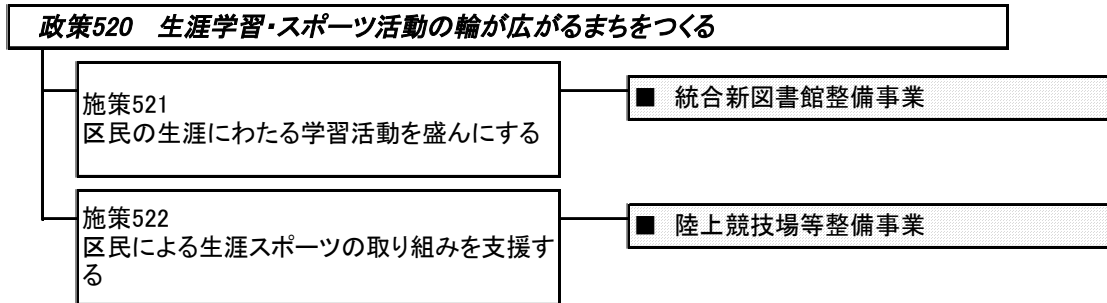 政策520 生涯学習・スポーツ活動の輪が広がるまちをつくる
施策521
区民の生涯にわたる学習活動を盛んにする
■ 統合新図書館整備事業
施策522
区民による生涯スポーツの取り組みを支援す
る
■ 陸上競技場等整備事業